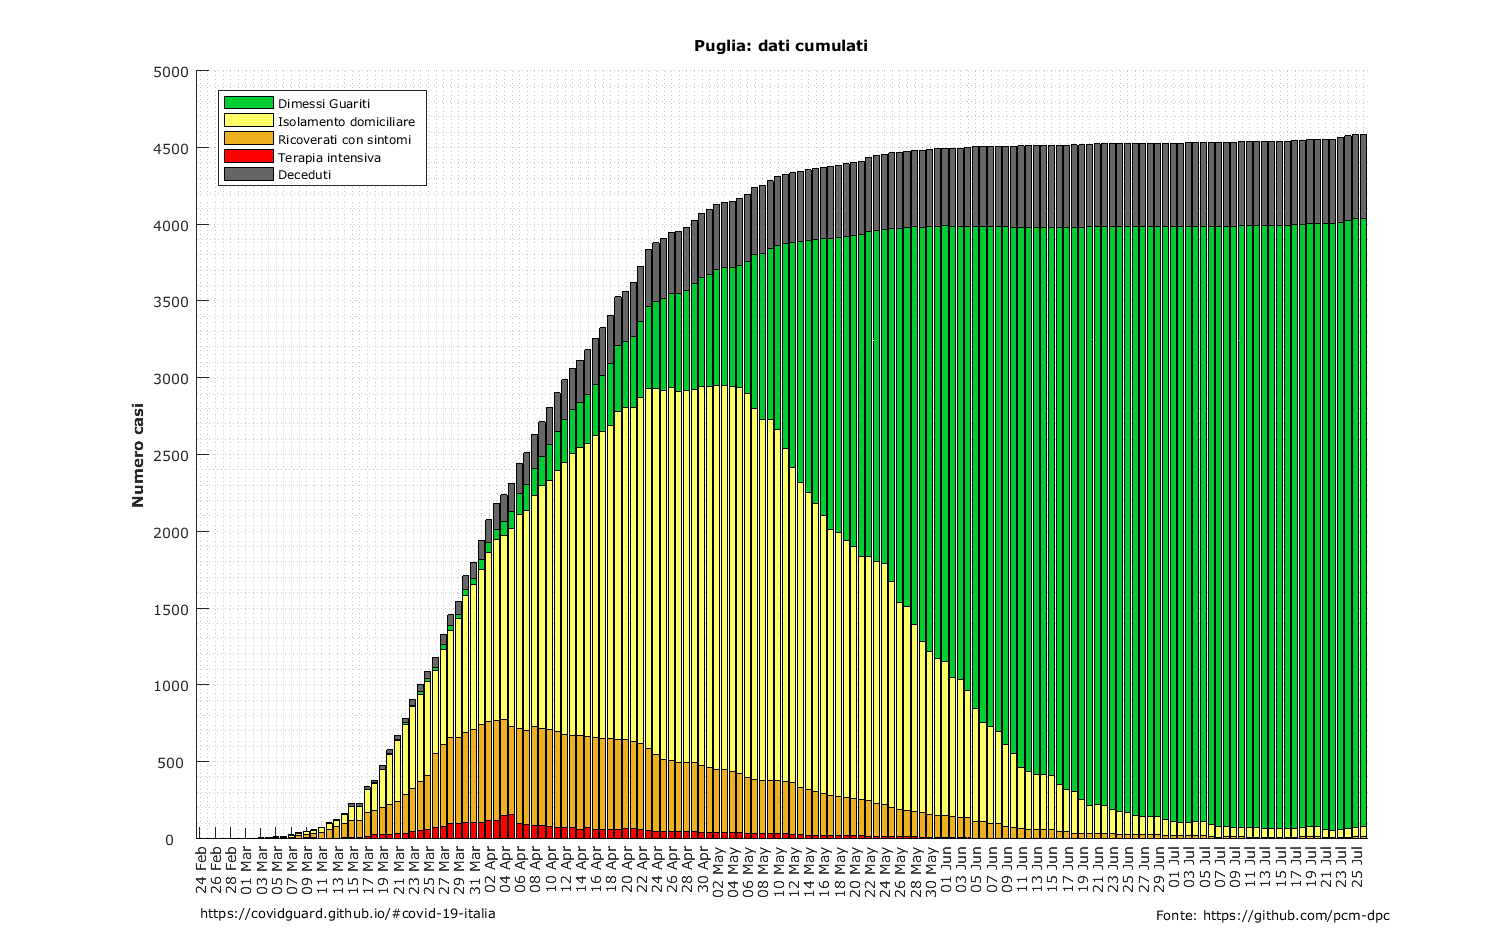 Puglia: dati cumulati
5000
4500
4000
3500
3000
2500
2000
1500
1000
500
0
Numero casi
Dimessi Guariti
Isolamento domiciliare
Ricoverati con sintomi
Terapia intensiva
Deceduti
24 Feb
26 Feb
28 Feb
01 Mar
03 Mar
05 Mar
07 Mar
09 Mar
11 Mar
13 Mar
15 Mar
17 Mar
19 Mar
21 Mar
23 Mar
25 Mar
27 Mar
29 Mar
31 Mar
02 Apr
04 Apr
06 Apr
08 Apr
10 Apr
12 Apr
14 Apr
16 Apr
18 Apr
20 Apr
22 Apr
24 Apr
26 Apr
28 Apr
30 Apr
02 May
04 May
06 May
08 May
10 May
12 May
14 May
16 May
18 May
20 May
22 May
24 May
26 May
28 May
30 May
01 Jun
03 Jun
05 Jun
07 Jun
09 Jun
11 Jun
13 Jun
15 Jun
17 Jun
19 Jun
21 Jun
23 Jun
25 Jun
27 Jun
29 Jun
01 Jul
03 Jul
05 Jul
07 Jul
09 Jul
11 Jul
13 Jul
15 Jul
17 Jul
19 Jul
21 Jul
23 Jul
25 Jul
https://covidguard.github.io/#covid-19-italia
Fonte: https://github.com/pcm-dpc